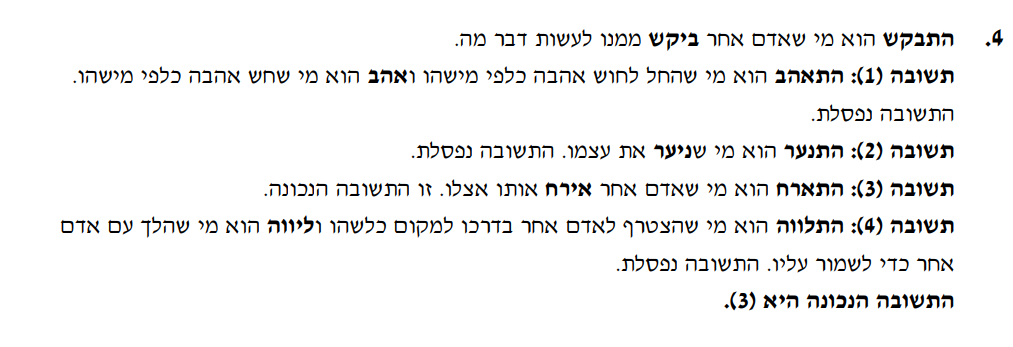 4. התבקש הוא מי שאדם אחר ביקש ממנו לעשות דבר מה.
תשובה (1): התאהב הוא מי שהחל לחוש אהבה כלפי מישהו ואהב הוא מי שחש אהבה כלפי מישהו.
התשובה נפסלת.
תשובה (2): התנער הוא מי שניער את עצמו. התשובה נפסלת.
תשובה (3): התארח הוא מי שאדם אחר אירח אותו אצלו. זו התשובה הנכונה.
תשובה (4): התלווה הוא מי שהצטרף לאדם אחר בדרכו למקום כלשהו וליווה הוא מי שהלך עם אדם
אחר כדי לשמור עליו. התשובה נפסלת.
התשובה הנכונה היא (3).